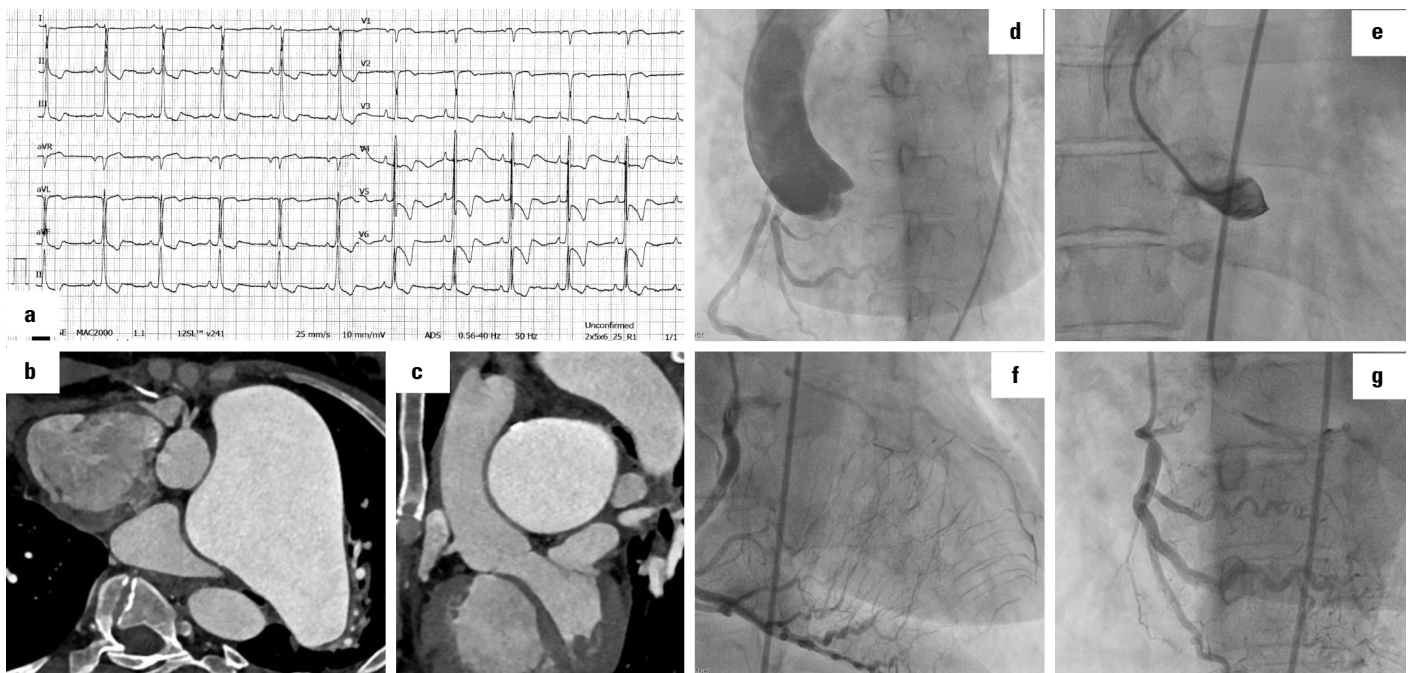 I
II
III
aVR
aVL
aVF
II
V1
V2
V3
V4
V5
V6
MAC2000 1.1 12SL™ v241 25 mm/s 10 mm/mV ADS 0.56-40 Hz 50 Hz
Unconfirmed
2x5x6_25_R1 1/1
a
b
c
d
e
f
g